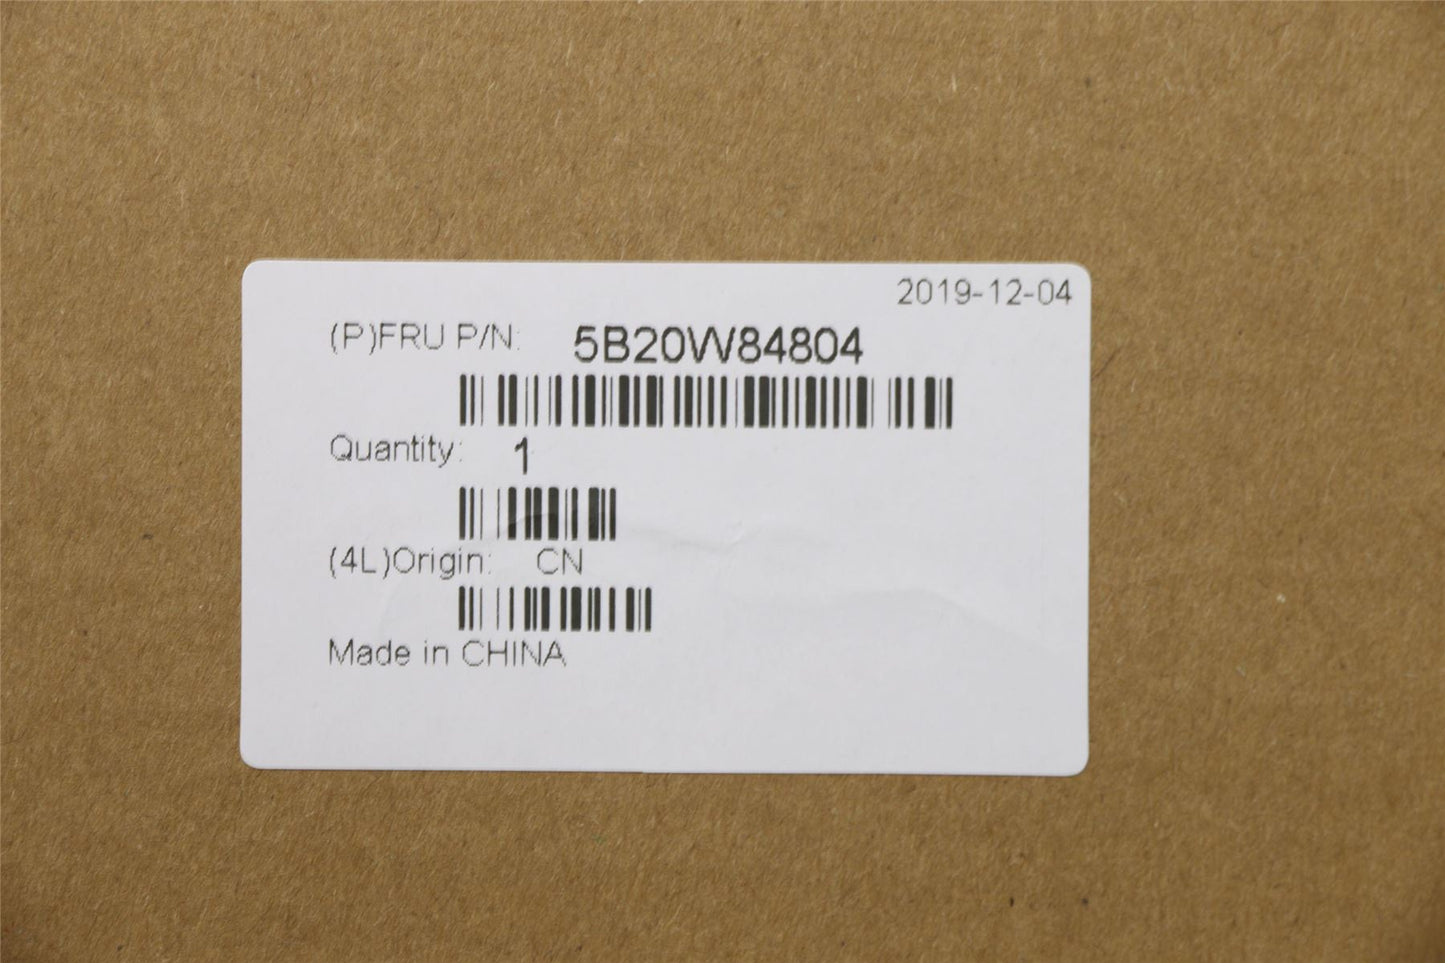 2019-12-04
(P)FRU P/N: 5B20W84804
Quantity: 1
(4L)Origin: CN
Made in CHINA